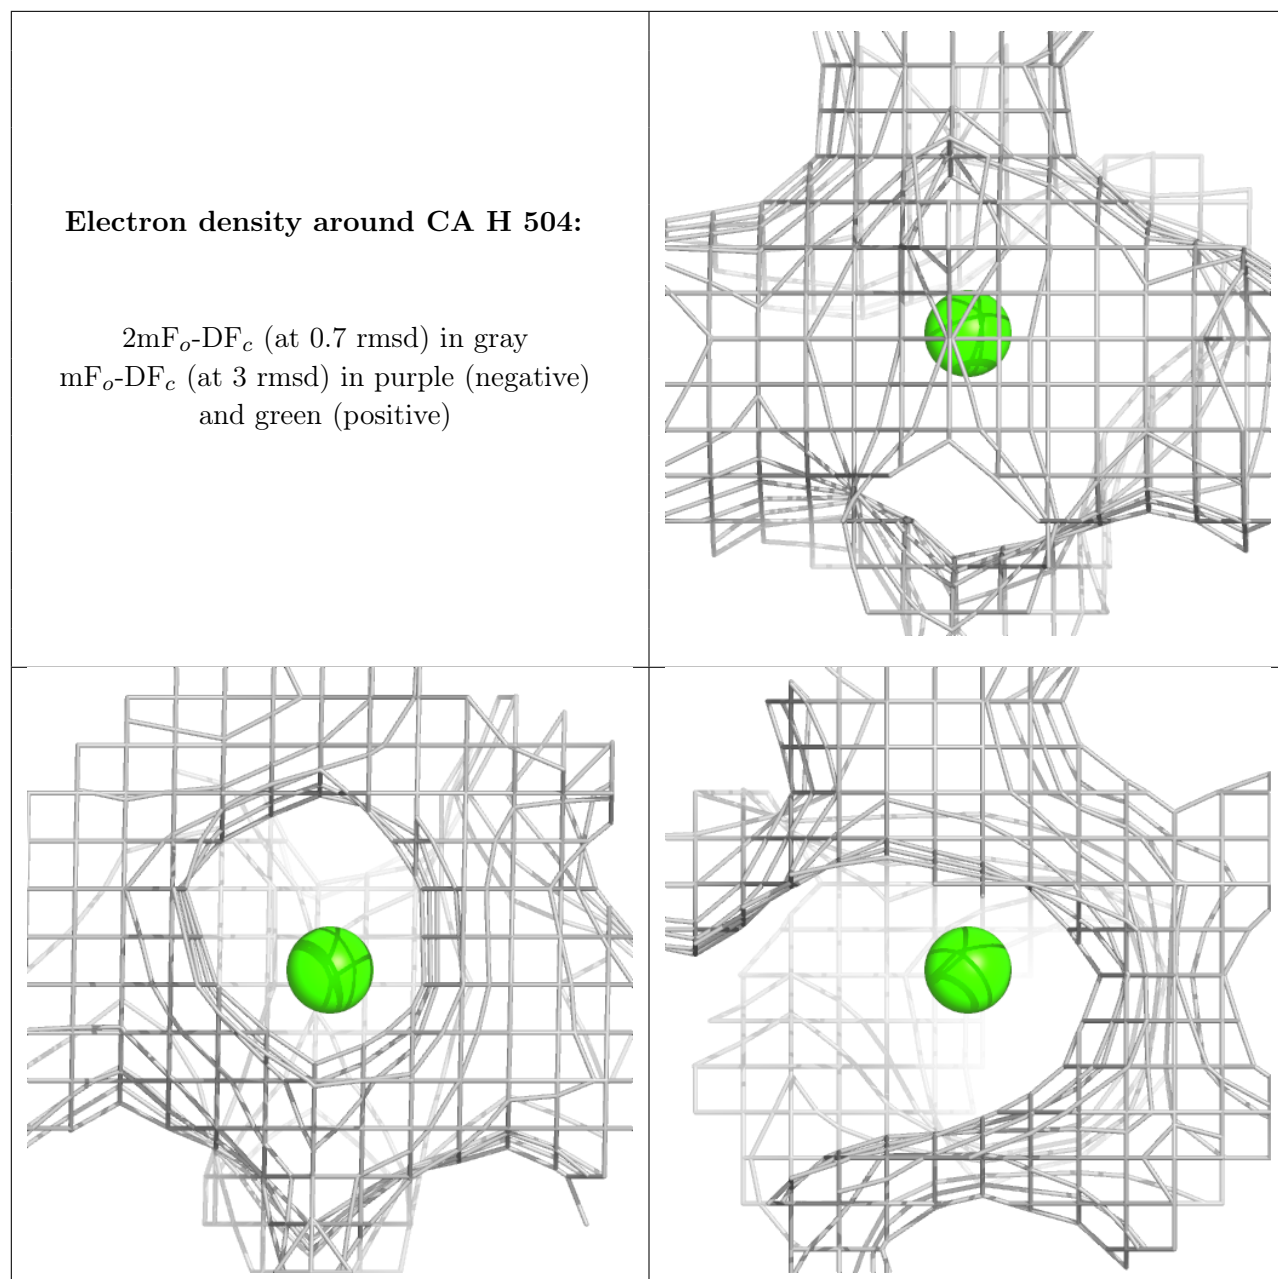 Electron density around CA H 504:
2mFo-DFc (at 0.7 rmsd) in gray
mFo-DFc (at 3 rmsd) in purple (negative)
and green (positive)